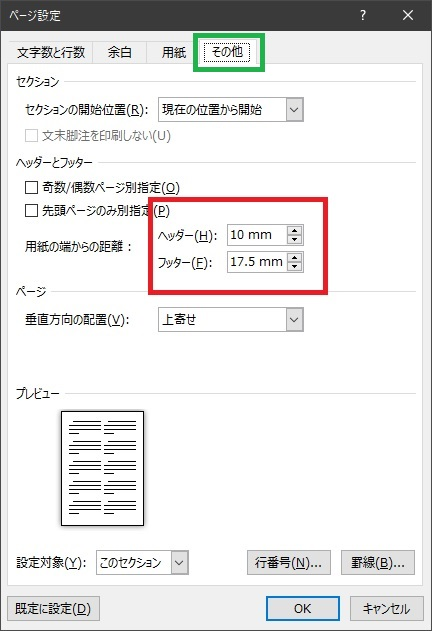 ページ設定
文字数と行数 余白 用紙 その他
セクション
セクションの開始位置(R): 現在の位置から開始
文末脚注を印刷しない(U)
ヘッダーとフッター
奇数/偶数ページ別指定(O)
先頭ページのみ別指定(P)
用紙の端からの距離：
ヘッダー(H): 10 mm
フッター(F): 17.5 mm
ページ
垂直方向の配置(V): 上寄せ
プレビュー
設定対象(Y): このセクション 行番号(N)... 罫線(B)...
既定に設定(D) OK キャンセル